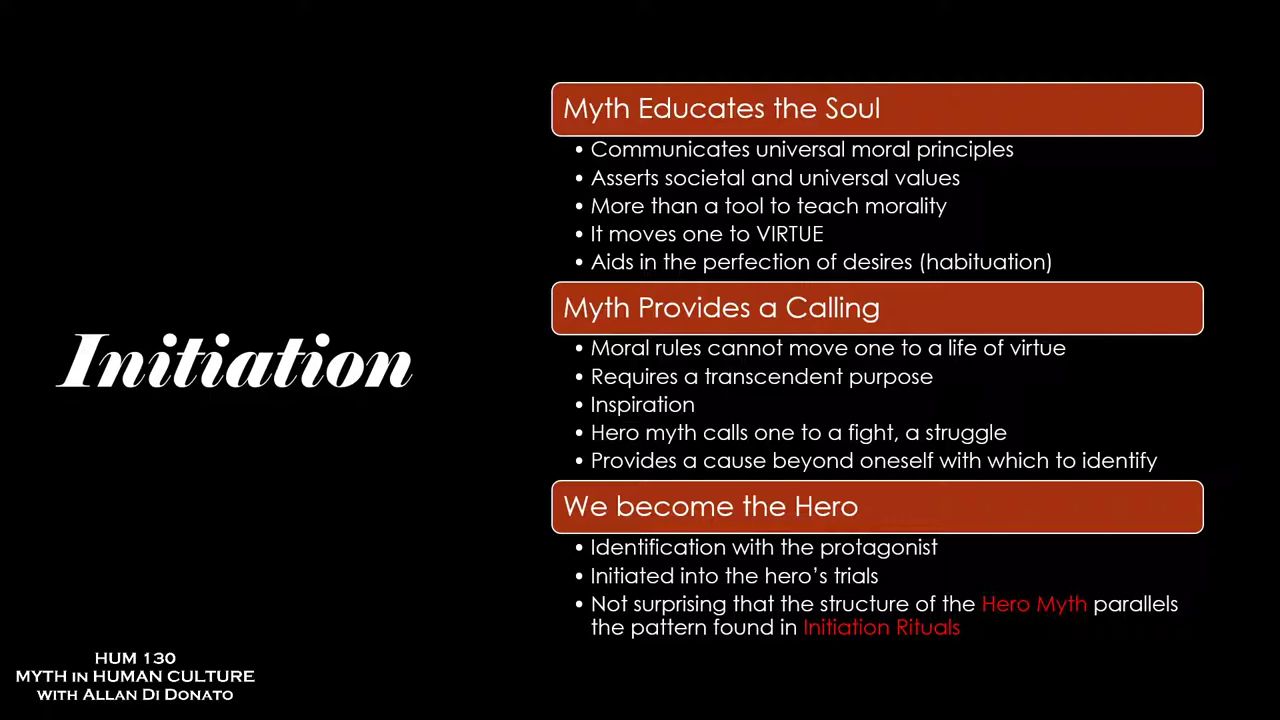 Initiation
Myth Educates the Soul
• Communicates universal moral principles
• Asserts societal and universal values
• More than a tool to teach morality
• It moves one to VIRTUE
• Aids in the perfection of desires (habituation)
Myth Provides a Calling
• Moral rules cannot move one to a life of virtue
• Requires a transcendent purpose
• Inspiration
• Hero myth calls one to a fight, a struggle
• Provides a cause beyond oneself with which to identify
We become the Hero
• Identification with the protagonist
• Initiated into the hero's trials
• Not surprising that the structure of the Hero Myth parallels
the pattern found in Initiation Rituals
HUM 130
MYTH in HUMAN CULTURE
WITH ALLAN DI DONATO